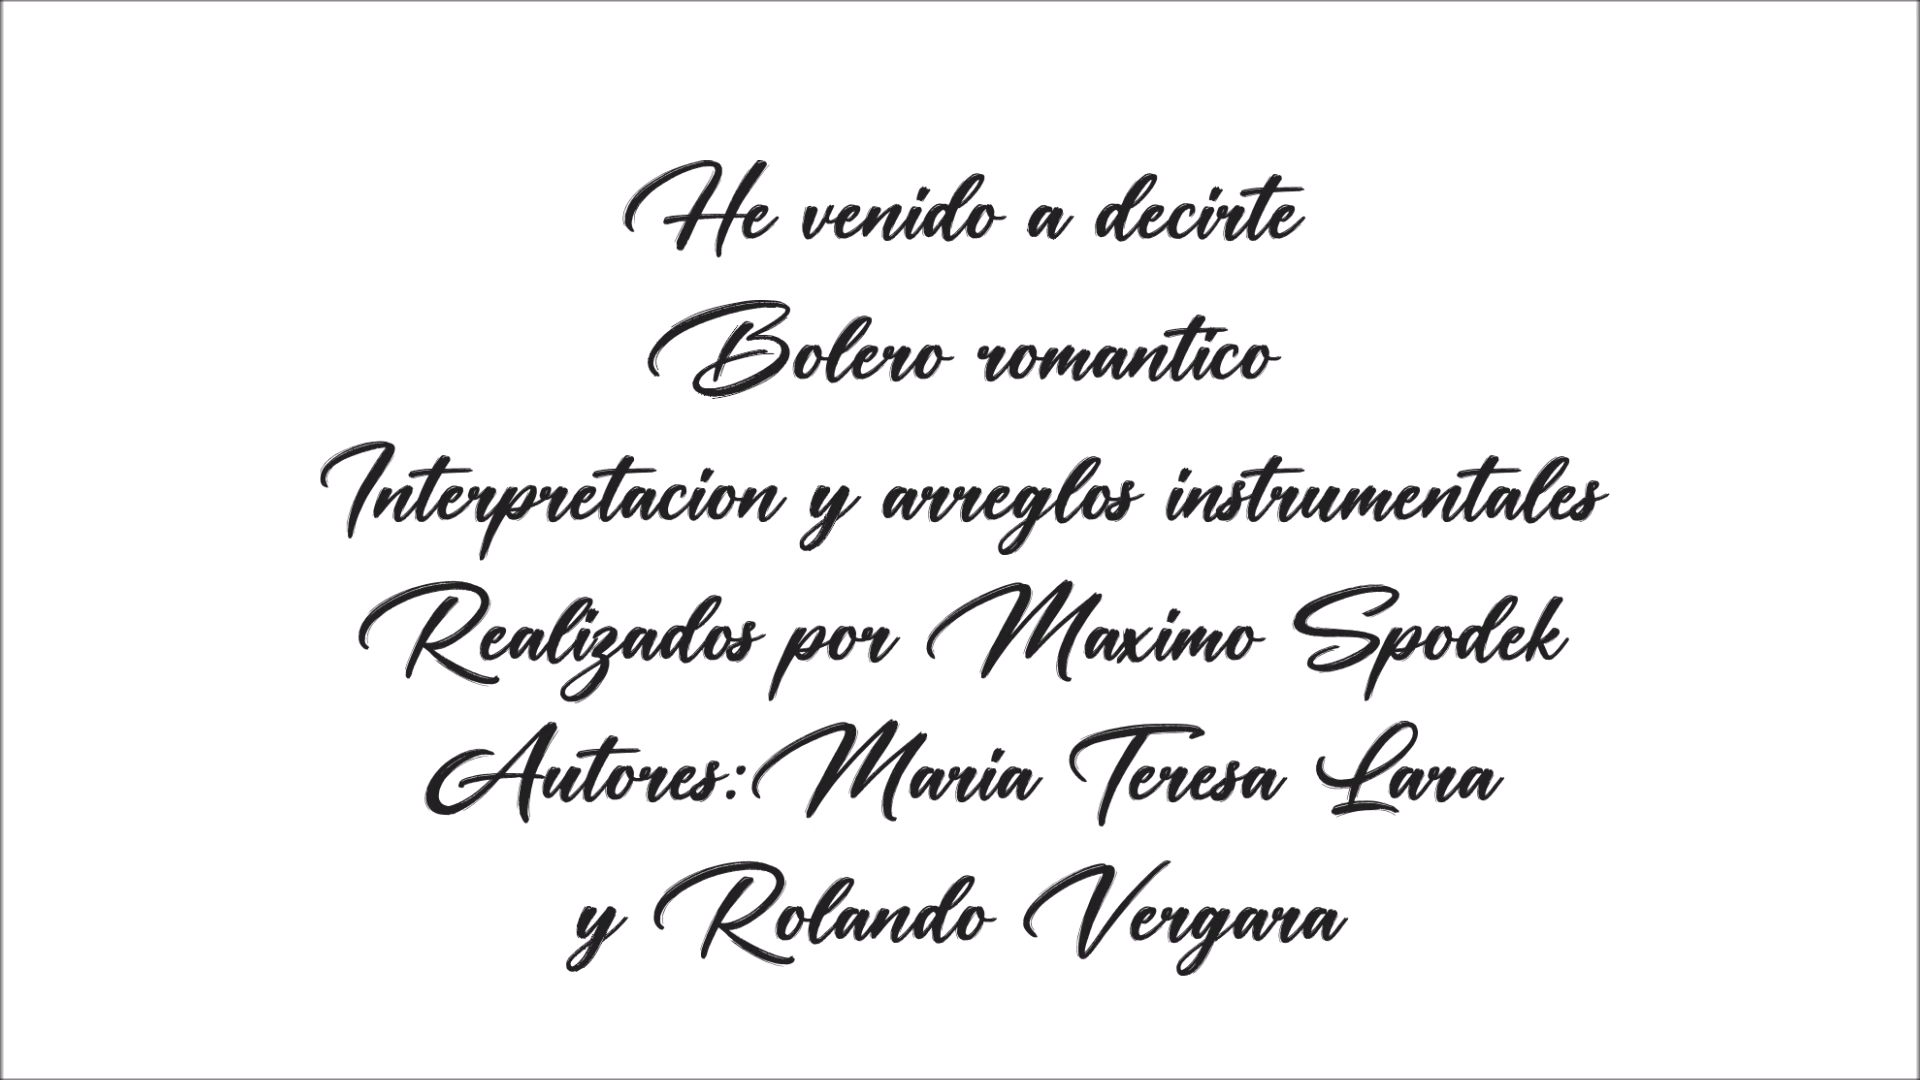 He venido a decirte
Bolero romantico
Interpretacion y arreglos instrumentales
Realizados por Maximo Spodek
Autores: Maria Teresa Lara
y Rolando Vergara